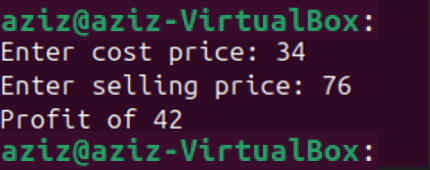 aziz@aziz-VirtualBox:
Enter cost price: 34
Enter selling price: 76
Profit of 42
aziz@aziz-VirtualBox: